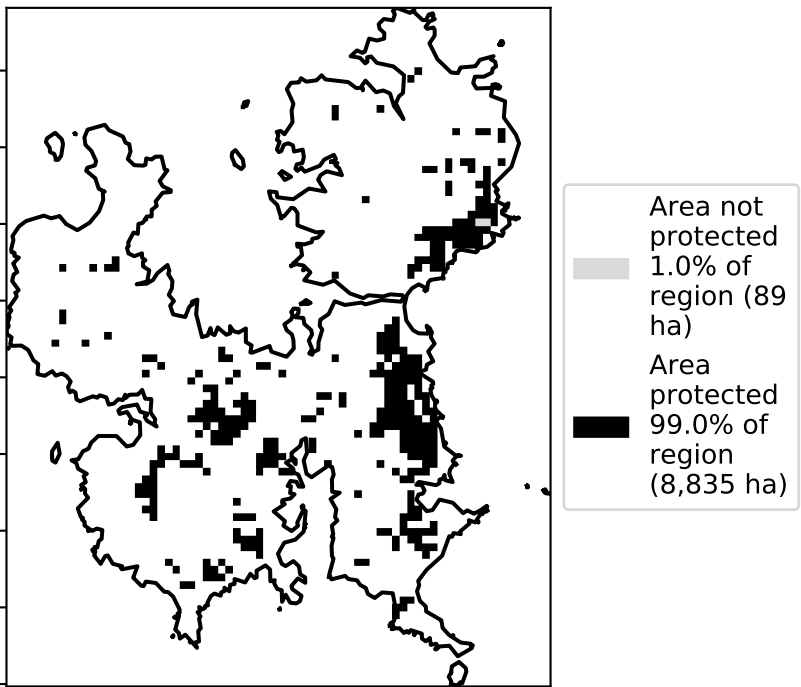 Area not
protected
1.0% of
region (89
ha)
Area
protected
99.0% of
region
(8,835 ha)